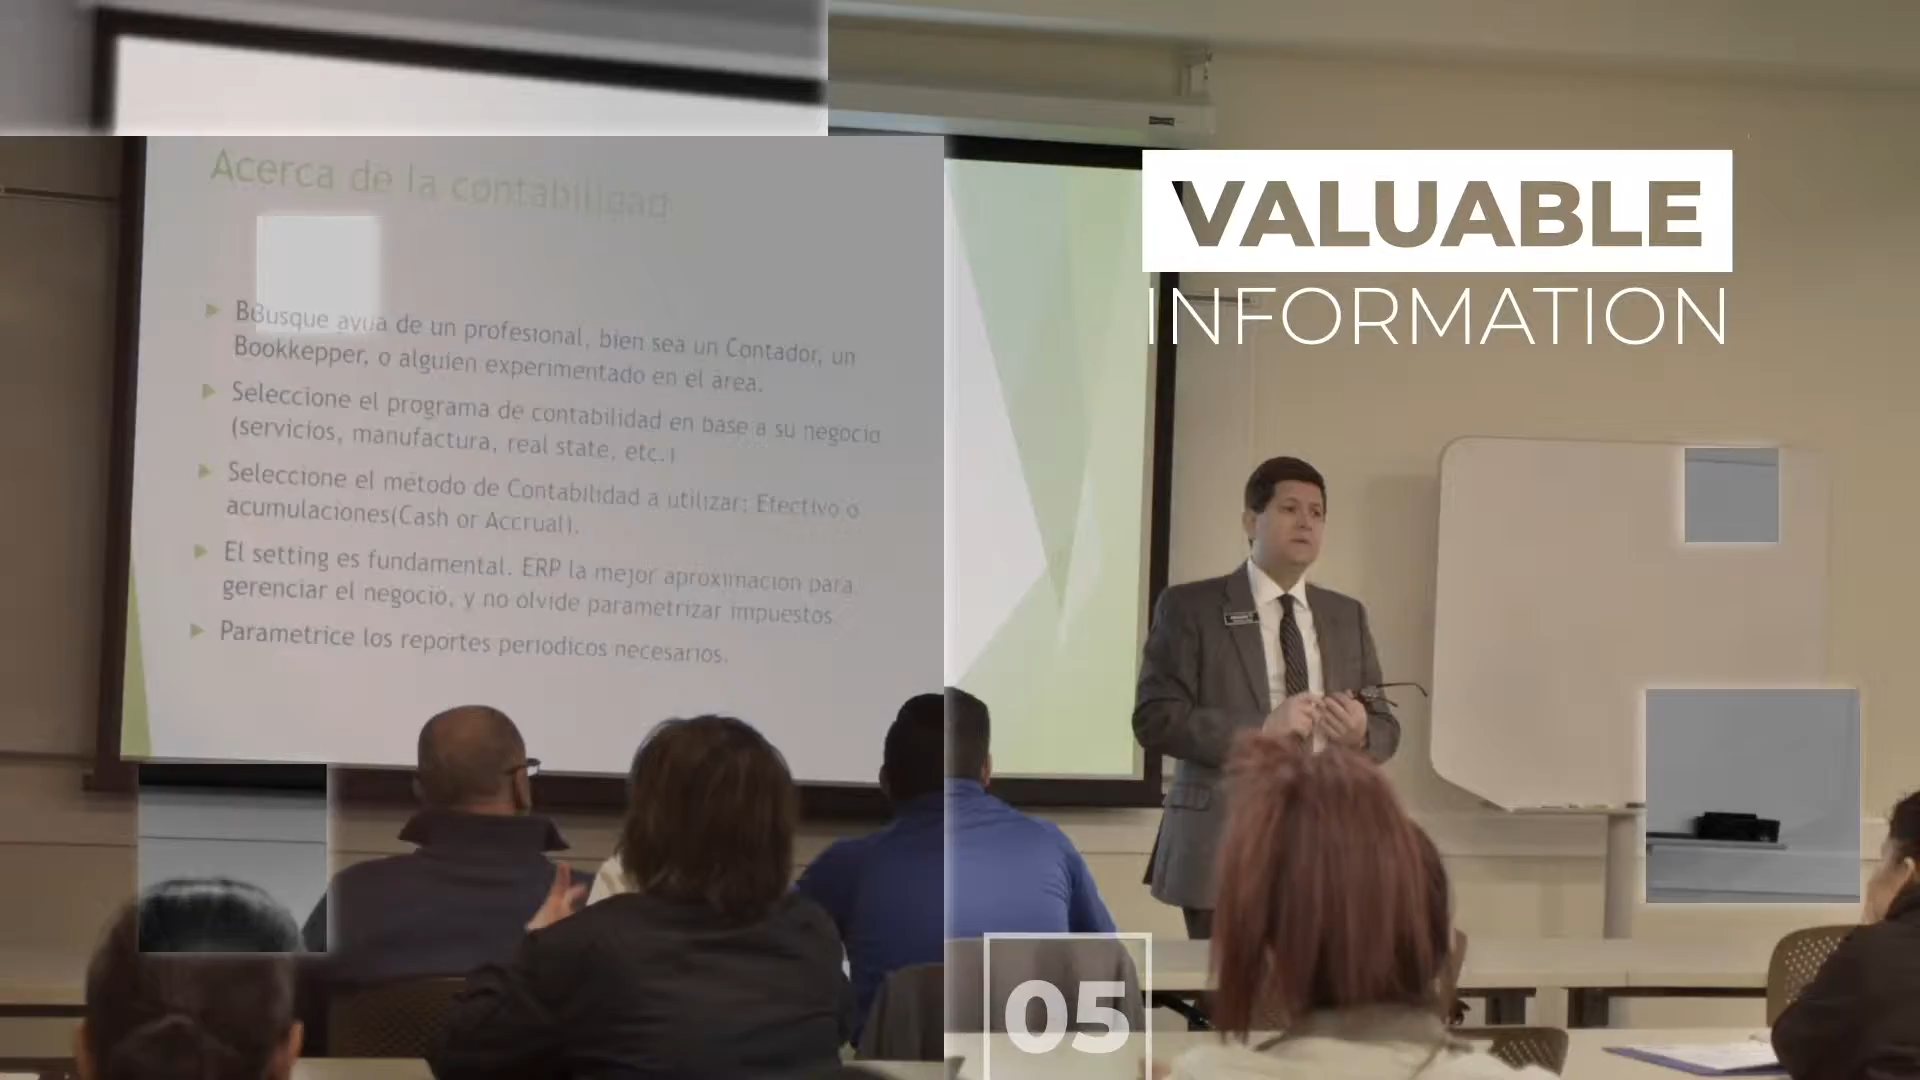 Acerca de la contabilidad
VALUABLE
INFORMATION
BBusque ayua de un profesional, bien sea un Contador, un
Bookkepper, o alguien experimentado en el area.
Seleccione el programa de contabilidad en base a su negocio
(servicios, manufactura, real state, etc.)
Seleccione el método de Contabilidad a utilizar: Efectivo o
acumulaciones(Cash or Accrual).
El setting es fundamental. ERP la mejor aproximacion para
gerenciar el negocio, y no olvide parametrizar impuestos.
Parametrice los reportes periodicos necesarios.
05